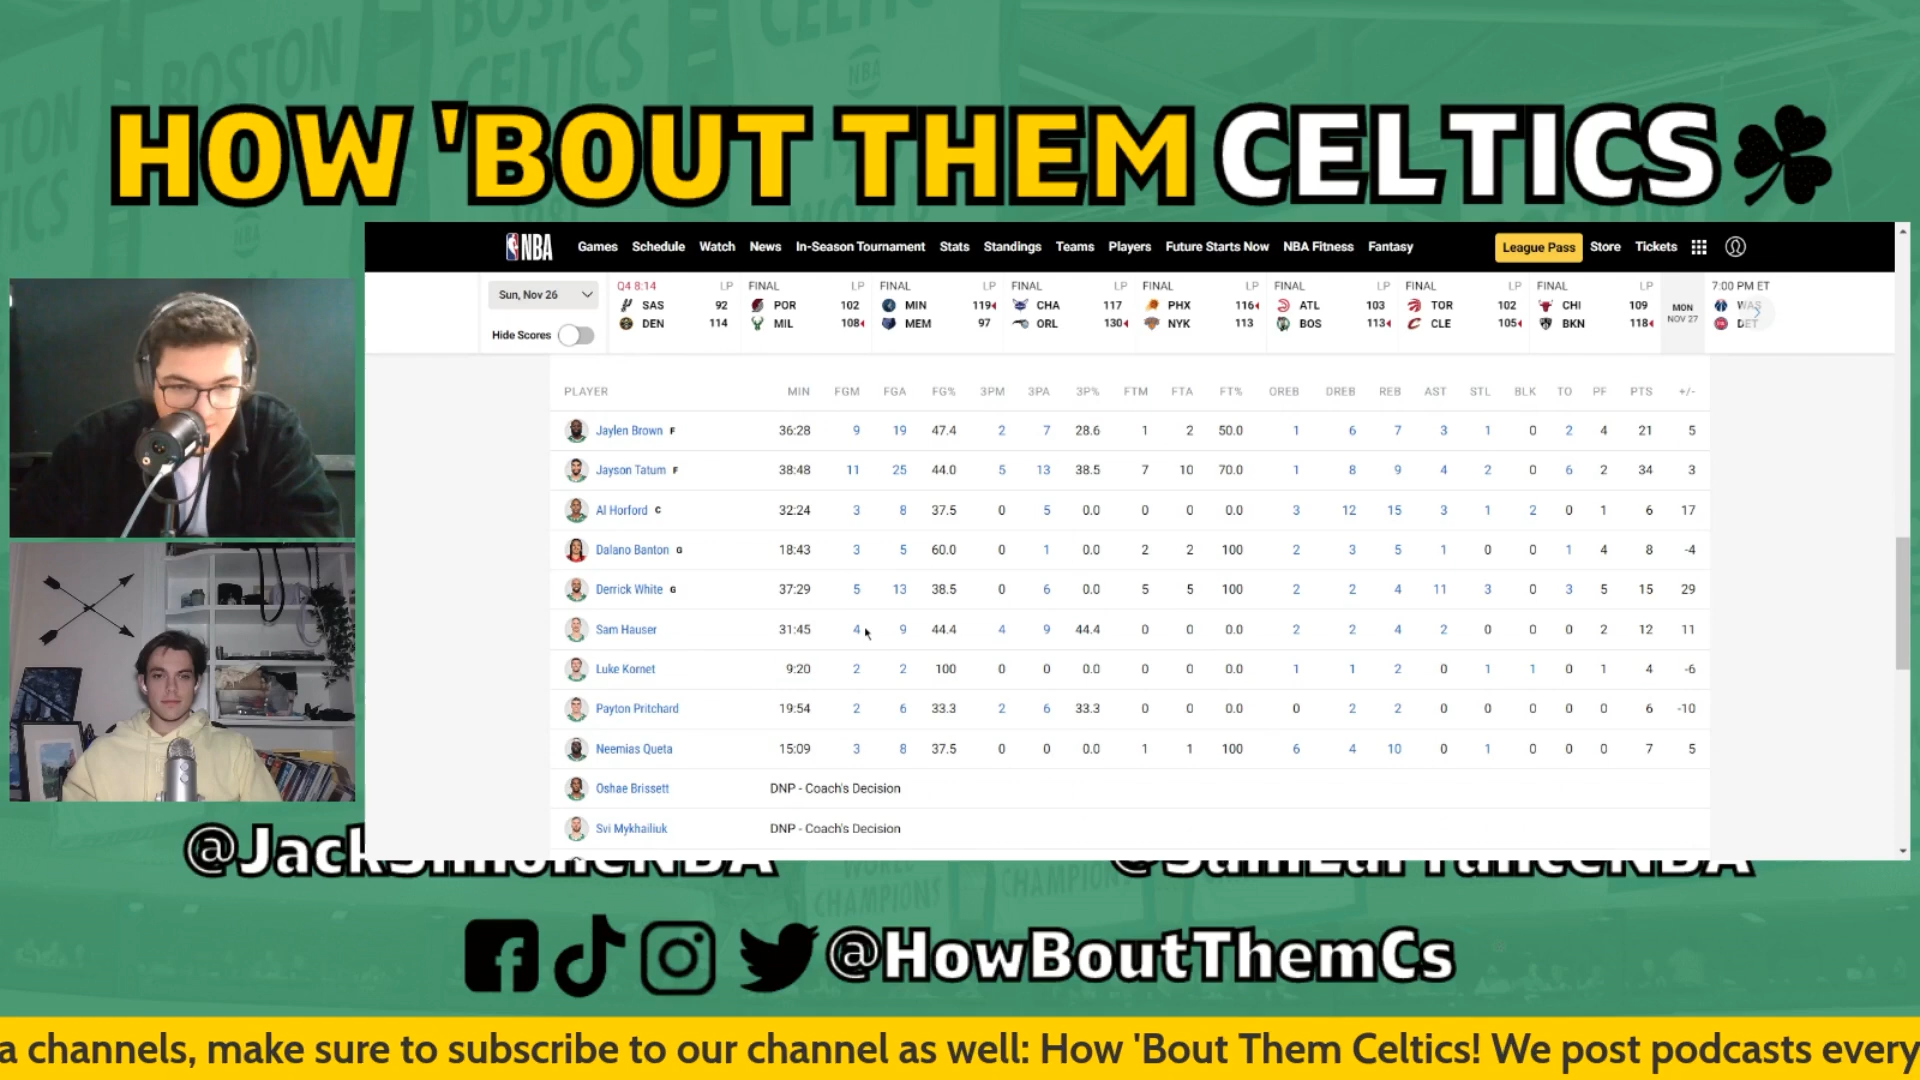 HOW 'BOUT THEM CELTICS
NBA Games Schedule Watch News In-Season Tournament Stats Standings Teams Players Future Starts Now NBA Fitness Fantasy League Pass Store Tickets
Sun, Nov 26
Hide Scores
Q4 8:14 LP
SAS 92
DEN 114
FINAL LP
POR 102
MIL 108
FINAL LP
MIN 119
MEM 97
FINAL LP
CHA 117
ORL 130
FINAL LP
PHX 116
NYK 113
FINAL LP
ATL 103
BOS 113
FINAL LP
TOR 102
CLE 105
FINAL LP
CHI 109
BKN 118
MON
NOV 27
7:00 PM ET
WAS
DET
PLAYER MIN FGM FGA FG% 3PM 3PA 3P% FTM FTA FT% OREB DREB REB AST STL BLK TO PF PTS +/-
Jaylen Brown F 36:28 9 19 47.4 2 7 28.6 1 2 50.0 1 6 7 3 1 0 2 4 21 5
Jayson Tatum F 38:48 11 25 44.0 5 13 38.5 7 10 70.0 1 8 9 4 2 0 6 2 34 3
Al Horford C 32:24 3 8 37.5 0 5 0.0 0 0 0.0 3 12 15 3 1 2 0 1 6 17
Dalano Banton G 18:43 3 5 60.0 0 1 0.0 2 2 100 2 3 5 1 0 0 1 4 8 -4
Derrick White G 37:29 5 13 38.5 0 6 0.0 5 5 100 2 2 4 11 3 0 3 5 15 29
Sam Hauser 31:45 4 9 44.4 4 9 44.4 0 0 0.0 2 2 4 2 0 0 0 2 12 11
Luke Kornet 9:20 2 2 100 0 0 0.0 0 0 0.0 1 1 2 0 1 1 0 1 4 -6
Payton Pritchard 19:54 2 6 33.3 2 6 33.3 0 0 0.0 0 2 2 0 0 0 0 0 6 -10
Neemias Queta 15:09 3 8 37.5 0 0 0.0 1 1 100 6 4 10 0 1 0 0 0 7 5
Oshae Brissett DNP - Coach's Decision
Svi Mykhailiuk DNP - Coach's Decision
@JackSimoneNBA @SamLaFranceNBA
@HowBoutThemCs
a channels, make sure to subscribe to our channel as well: How 'Bout Them Celtics! We post podcasts every